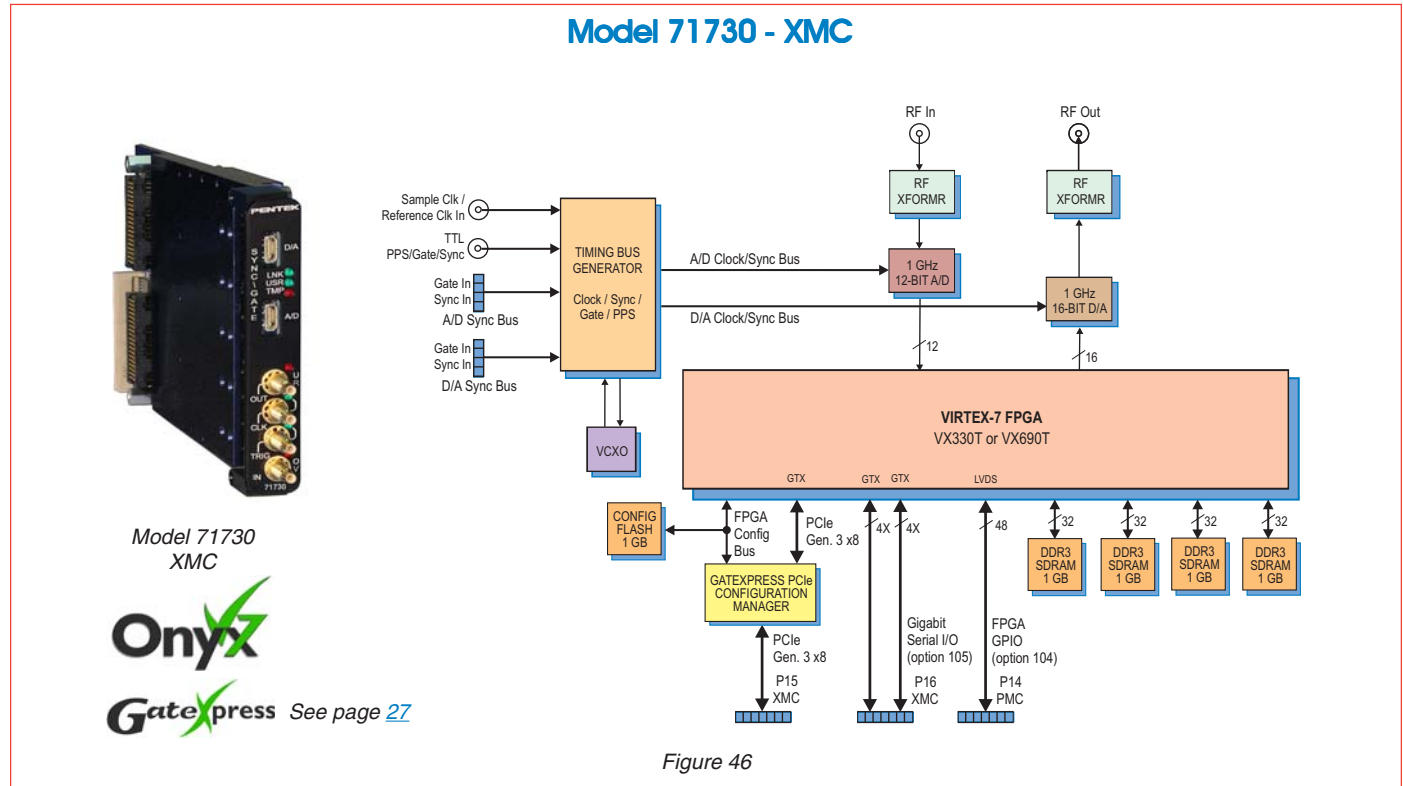 Model 71730 - XMC
RF In
RF Out
RF
XFORMR
RF
XFORMR
Sample Clk /
Reference Clk In
TTL
PPS/Gate/Sync
Gate In
Sync In
A/D Sync Bus
Gate In
Sync In
D/A Sync Bus
TIMING BUS
GENERATOR
Clock / Sync /
Gate / PPS
VCXO
A/D Clock/Sync Bus
D/A Clock/Sync Bus
1 GHz
12-BIT A/D
1 GHz
16-BIT D/A
12
16
VIRTEX-7 FPGA
VX330T or VX690T
GTX
GTX
GTX
LVDS
CONFIG
FLASH
1 GB
FPGA
Config
Bus
PCIe
Gen. 3 x8
4X
4X
48
32
32
32
32
DDR3
SDRAM
1 GB
DDR3
SDRAM
1 GB
DDR3
SDRAM
1 GB
DDR3
SDRAM
1 GB
GATEXPRESS PCIe
CONFIGURATION
MANAGER
PCIe
Gen. 3 x8
P15
XMC
Gigabit
Serial I/O
(option 105)
P16
XMC
FPGA
GPIO
(option 104)
P14
PMC
PENTEK
SYNC/GATE
D/A
LNK
USR
TMP
A/D
UR
OUT
CLK
TRIG
OV
IN
71730
Model 71730
XMC
Onyx7
GateXpress See page 27
Figure 46